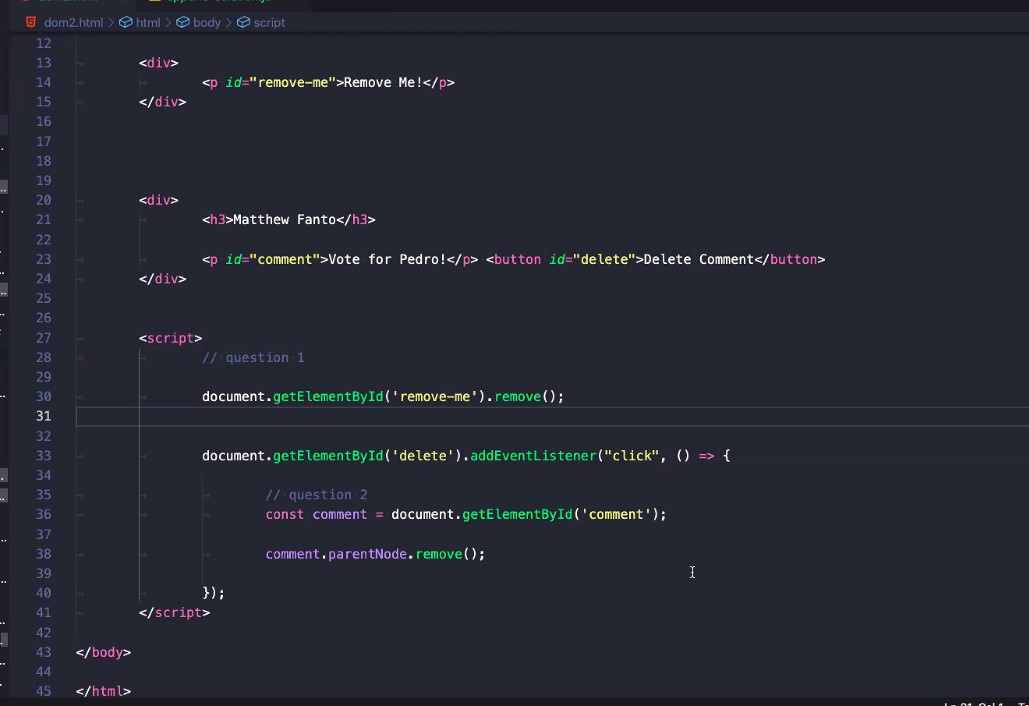 dom2.html > html > body > script
12
13 <div>
14 <p id="remove-me">Remove Me!</p>
15 </div>
16
17
18
19
20 <div>
21 <h3>Matthew Fanto</h3>
22
23 <p id="comment">Vote for Pedro!</p> <button id="delete">Delete Comment</button>
24 </div>
25
26
27 <script>
28 // question 1
29
30 document.getElementById('remove-me').remove();
31
32
33 document.getElementById('delete').addEventListener("click", () => {
34
35 // question 2
36 const comment = document.getElementById('comment');
37
38 comment.parentNode.remove();
39
40 });
41 </script>
42
43 </body>
44
45 </html>